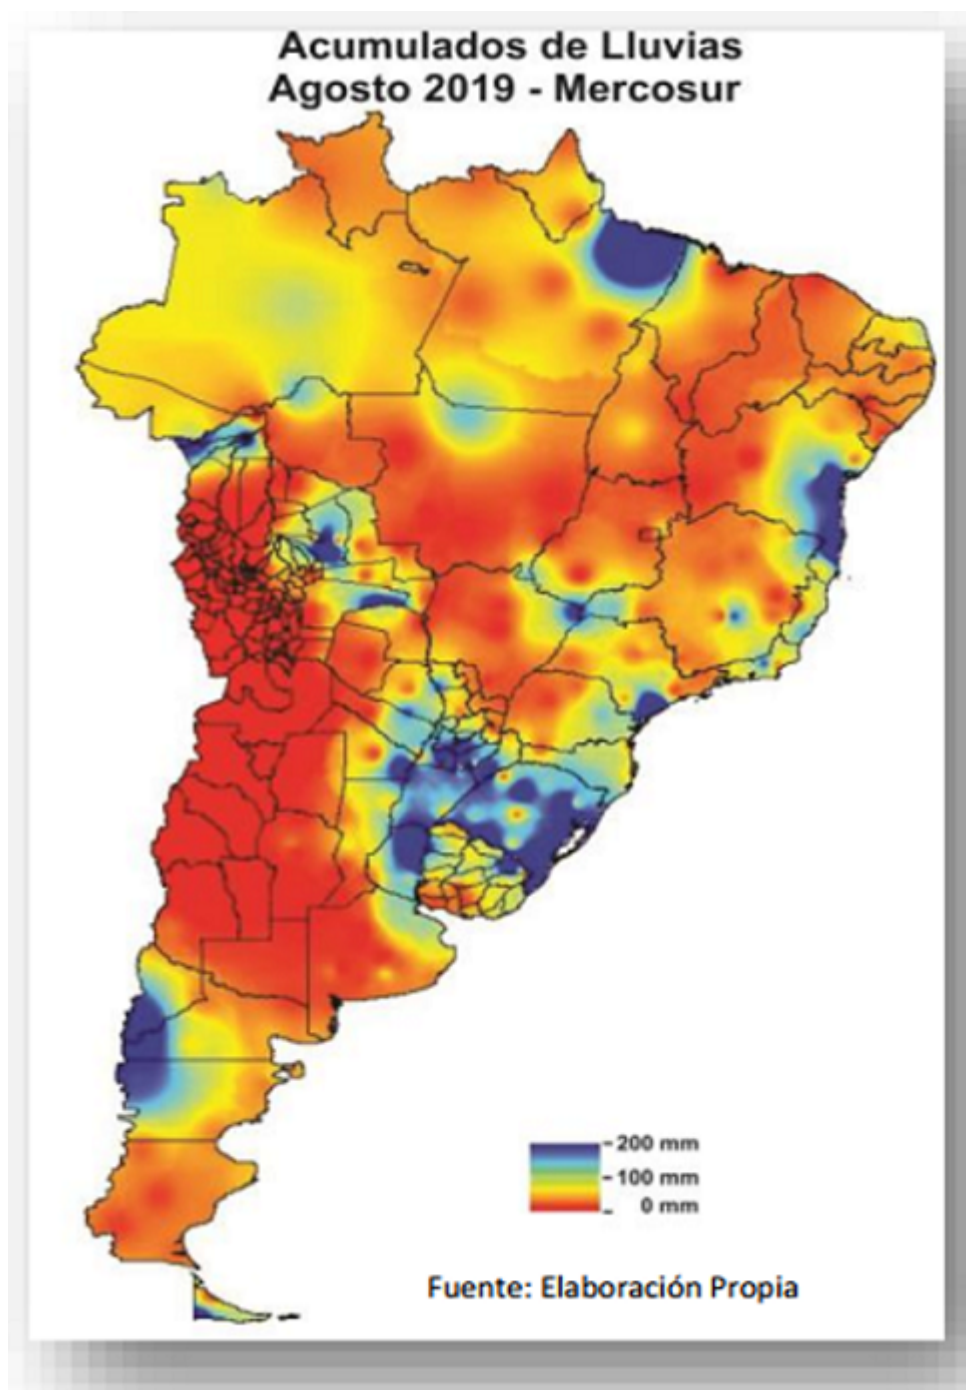 Acumulados de Lluvias
Agosto 2019 - Mercosur
200 mm
100 mm
0 mm
Fuente: Elaboración Propia